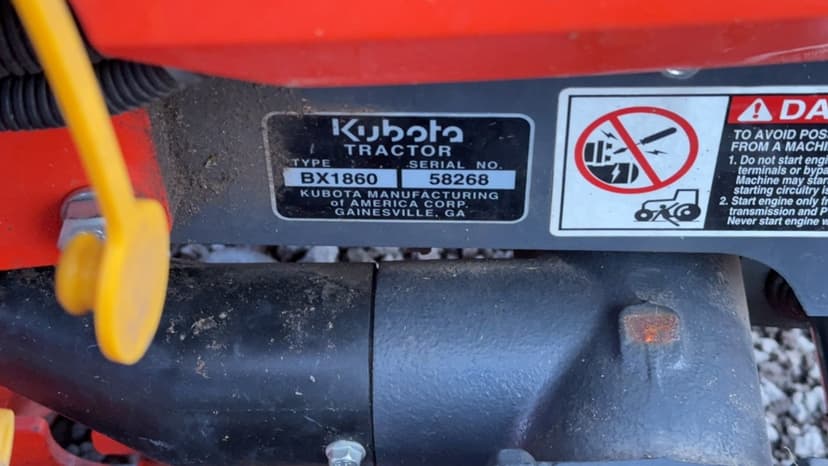 Kubota
TRACTOR
TYPE SERIAL NO.
BX1860 58268
KUBOTA MANUFACTURING
of AMERICA CORP.
GAINESVILLE, GA
DA
TO AVOID POS
FROM A MACHI
1. Do not start engi
terminals or bypa
Machine may star
starting circuitry is
2. Start engine only fr
transmission and P
Never start engine w